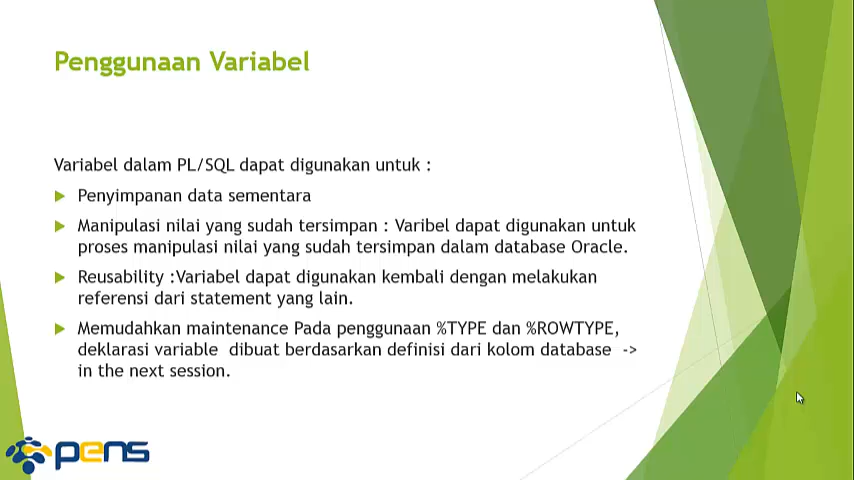 Penggunaan Variabel
Variabel dalam PL/SQL dapat digunakan untuk :
Penyimpanan data sementara
Manipulasi nilai yang sudah tersimpan : Varibel dapat digunakan untuk
proses manipulasi nilai yang sudah tersimpan dalam database Oracle.
Reusability :Variabel dapat digunakan kembali dengan melakukan
referensi dari statement yang lain.
Memudahkan maintenance Pada penggunaan %TYPE dan %ROWTYPE,
deklarasi variable dibuat berdasarkan definisi dari kolom database ->
in the next session.
pens